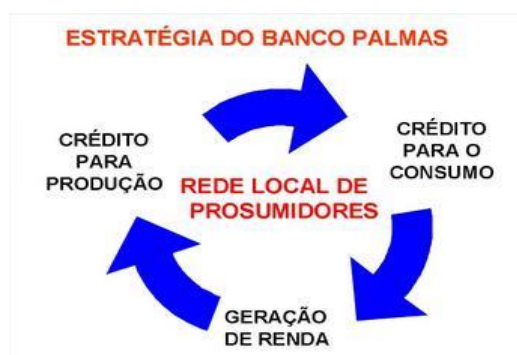 ESTRATÉGIA DO BANCO PALMAS
CRÉDITO
PARA
PRODUÇÃO
CRÉDITO
PARA O
CONSUMO
REDE LOCAL DE
PROSUMIDORES
GERAÇÃO
DE RENDA